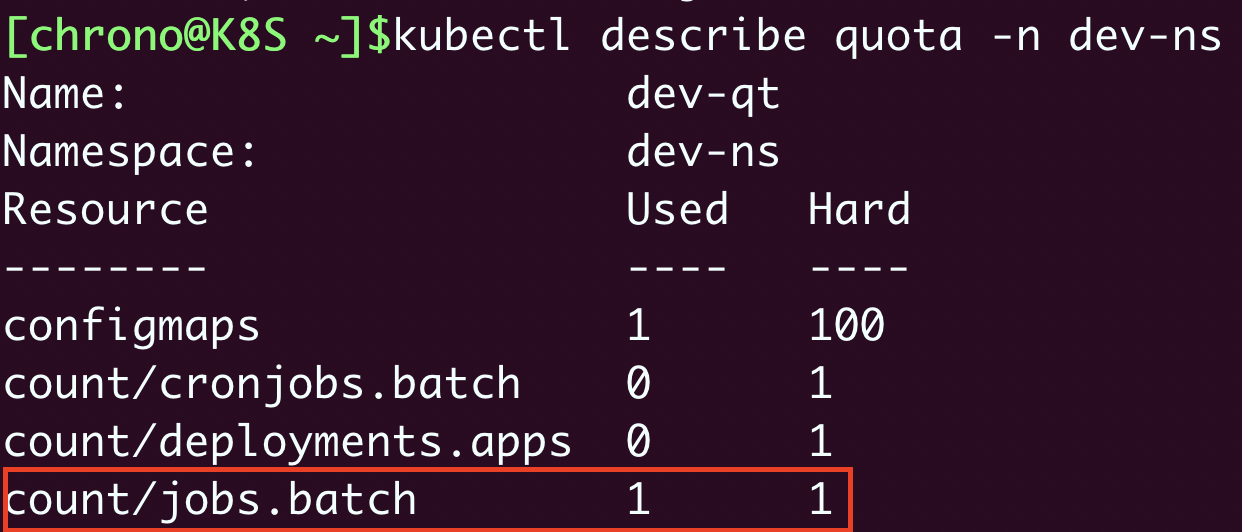 [chrono@K8S ~]$kubectl describe quota -n dev-ns
Name:                   dev-qt
Namespace:              dev-ns
Resource                Used   Hard
--------                ----   ----
configmaps              1      100
count/cronjobs.batch    0      1
count/deployments.apps  0      1
count/jobs.batch        1      1